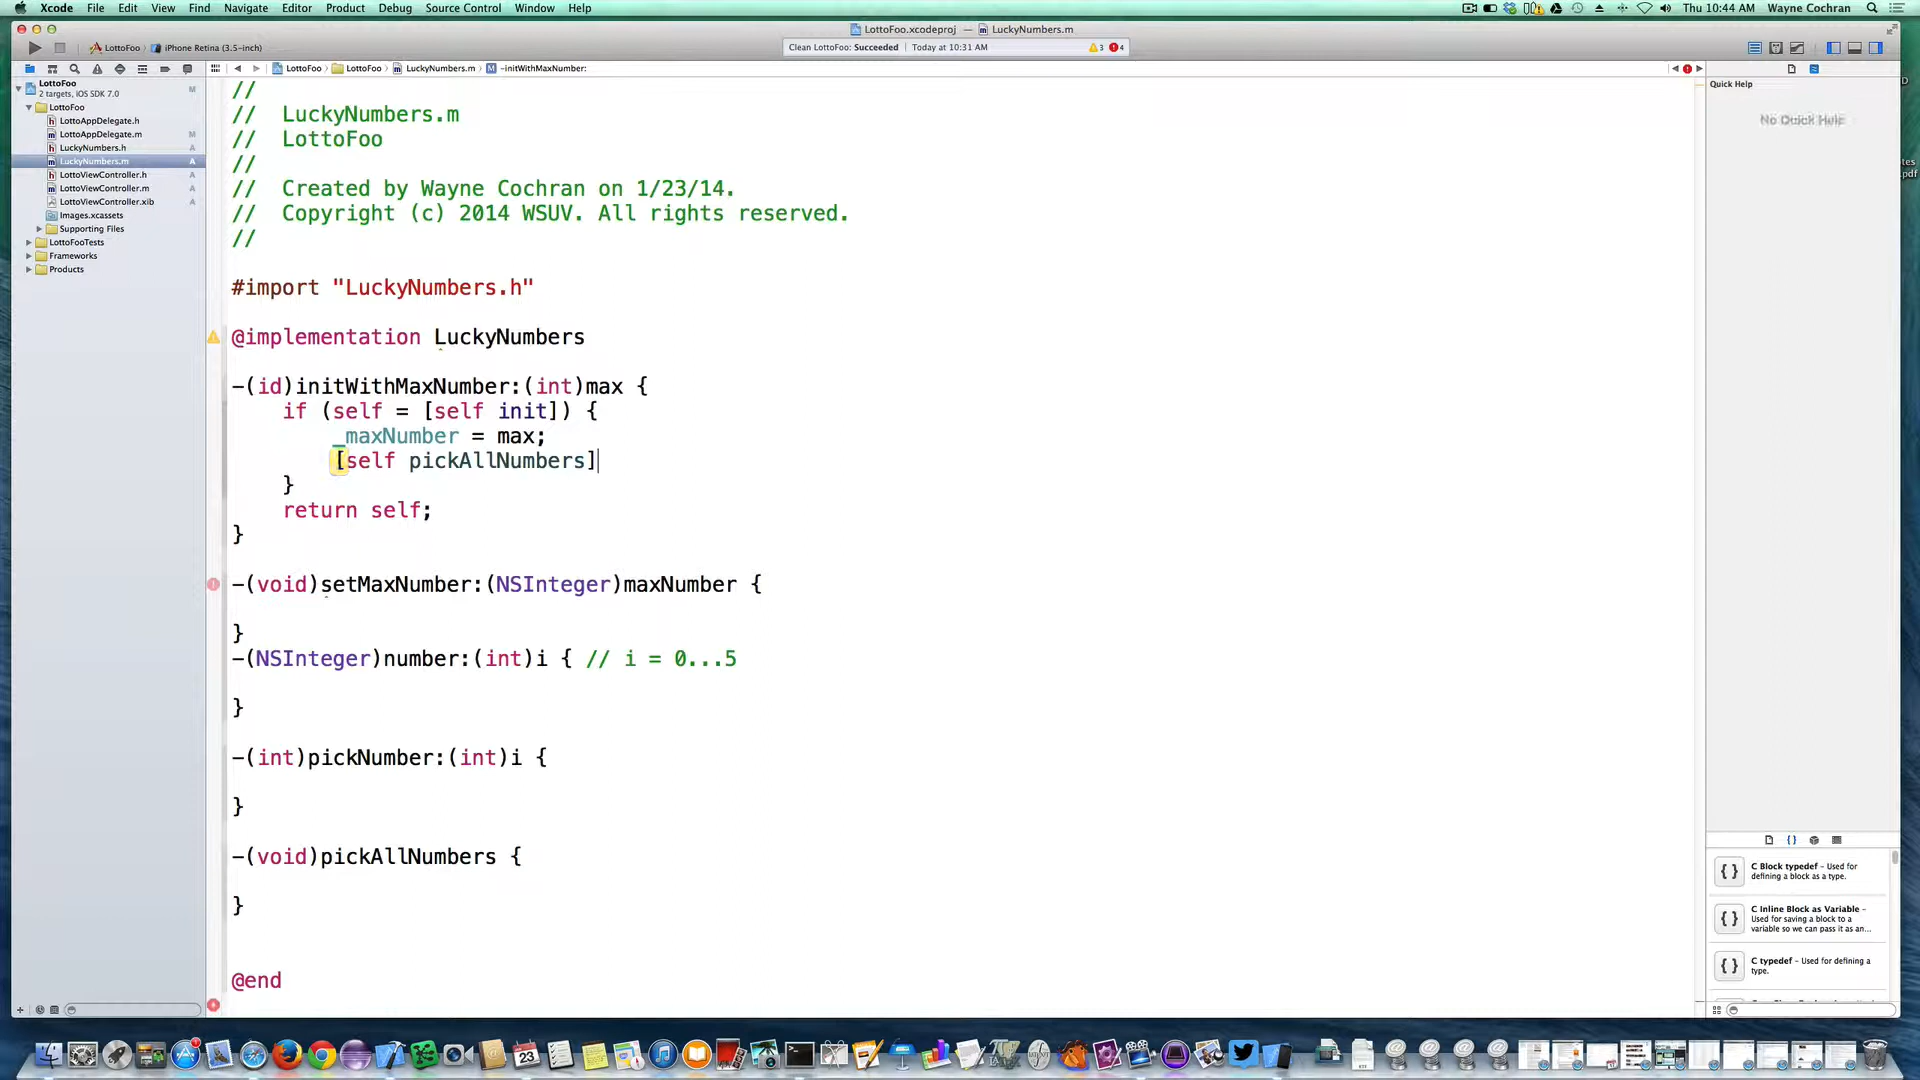 Xcode File Edit View Find Navigate Editor Product Debug Source Control Window Help Thu 10:44 AM Wayne Cochran
LottoFoo.xcodeproj — LuckyNumbers.m
LottoFoo iPhone Retina (3.5-inch) Clean LottoFoo: Succeeded Today at 10:31 AM 3 4
LottoFoo LottoFoo LuckyNumbers.m -initWithMaxNumber:
LottoFoo
2 targets, iOS SDK 7.0 M
LottoFoo
LottoAppDelegate.h
LottoAppDelegate.m M
LuckyNumbers.h A
LuckyNumbers.m A
LottoViewController.h A
LottoViewController.m A
LottoViewController.xib A
Images.xcassets
Supporting Files
LottoFooTests
Frameworks
Products
//
// LuckyNumbers.m
// LottoFoo
//
// Created by Wayne Cochran on 1/23/14.
// Copyright (c) 2014 WSUV. All rights reserved.
//
#import "LuckyNumbers.h"
@implementation LuckyNumbers
-(id)initWithMaxNumber:(int)max {
if (self = [self init]) {
_maxNumber = max;
[self pickAllNumbers]
}
return self;
}
-(void)setMaxNumber:(NSInteger)maxNumber {
}
-(NSInteger)number:(int)i { // i = 0...5
}
-(int)pickNumber:(int)i {
}
-(void)pickAllNumbers {
}
@end
Quick Help
No Quick Help
C Block typedef - Used for
defining a block as a type.
C Inline Block as Variable -
Used for saving a block to a
variable so we can pass it as an...
C typedef - Used for defining a
type.
.pdf
23